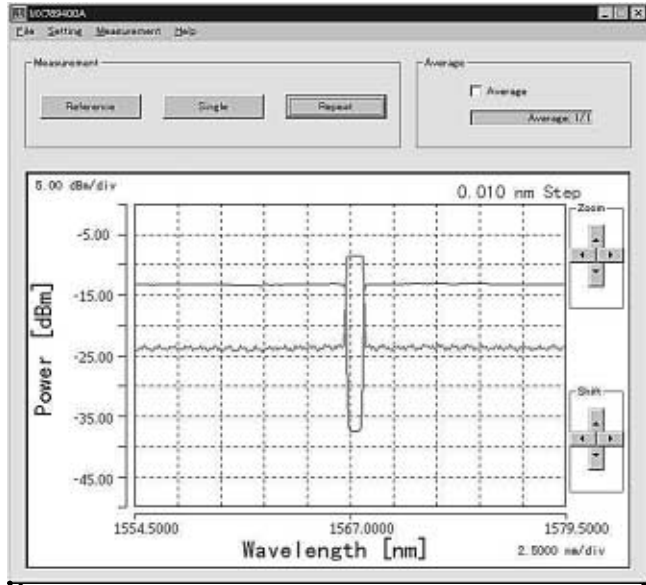 MX789400A
File Setting Measurement Help
Measurement
Reference Single Repeat
Average
Average
Average: 1/1
5.00 dBm/div
0.010 nm Step
Zoom
-5.00
-15.00
-25.00
-35.00
-45.00
Power [dBm]
Shift
1554.5000 1567.0000 1579.5000
Wavelength [nm]
2.5000 nm/div